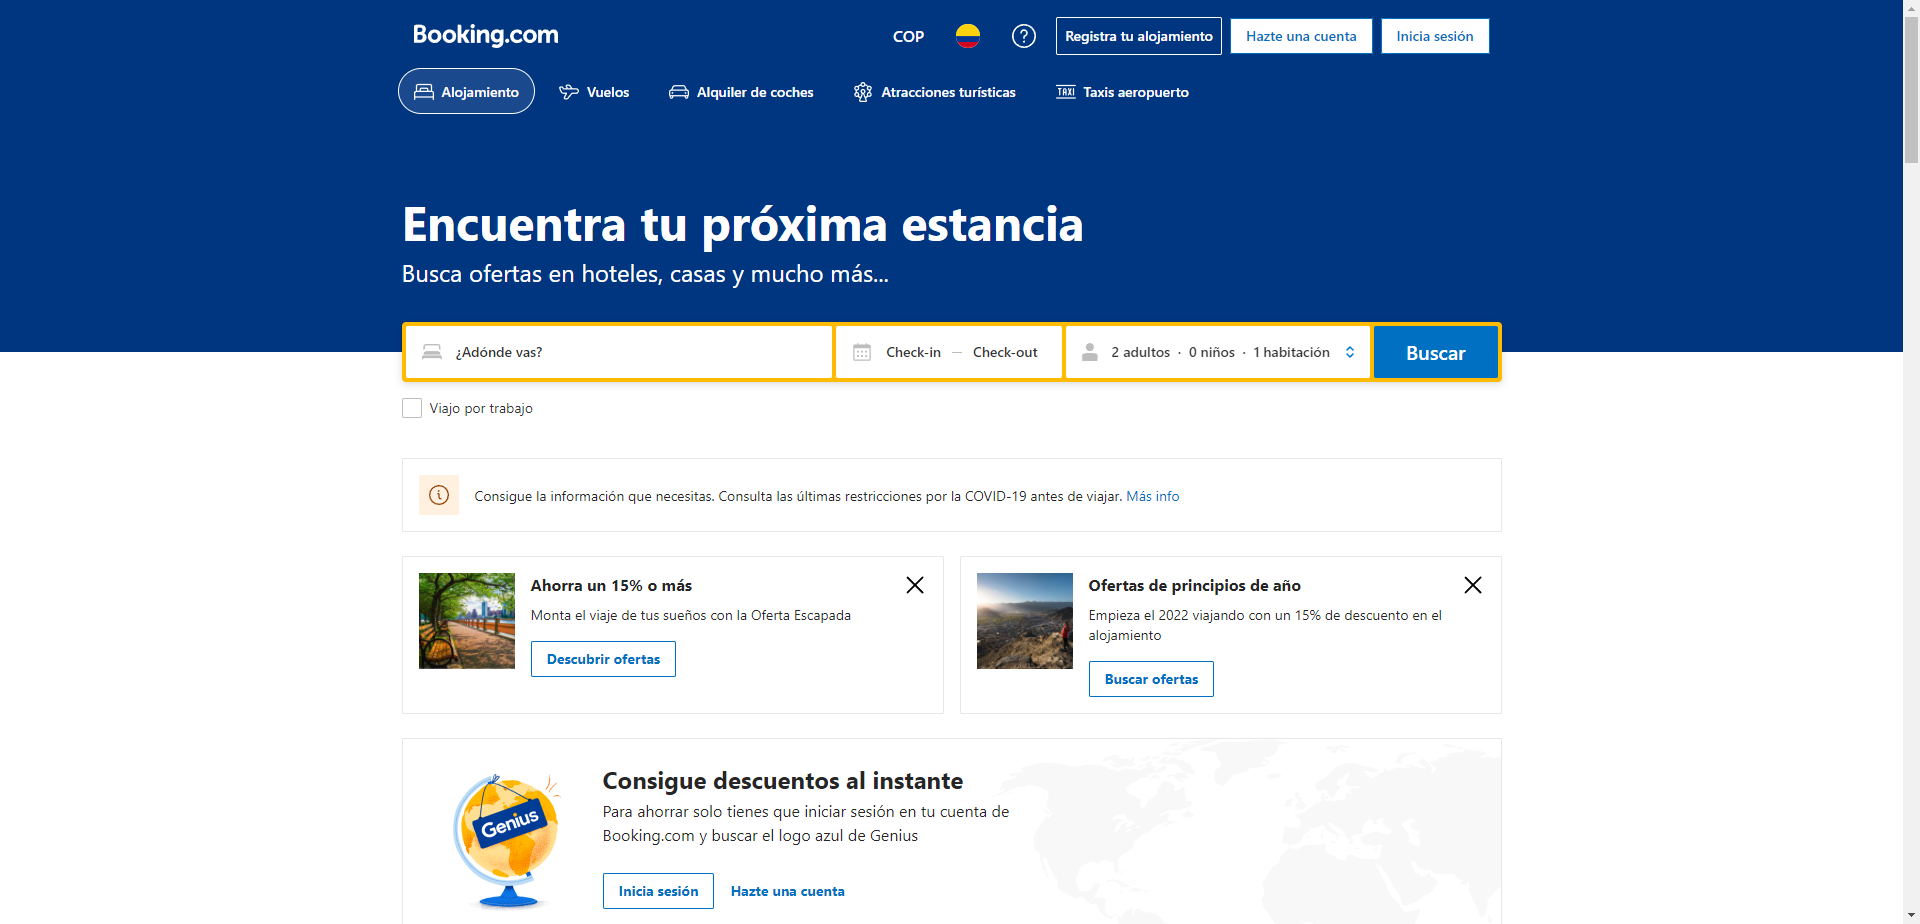 Booking.com
COP
Registra tu alojamiento
Hazte una cuenta
Inicia sesión
Alojamiento
Vuelos
Alquiler de coches
Atracciones turísticas
TAXI Taxis aeropuerto
Encuentra tu próxima estancia
Busca ofertas en hoteles, casas y mucho más...
¿Adónde vas?
Check-in — Check-out
2 adultos · 0 niños · 1 habitación
Buscar
Viajo por trabajo
Consigue la información que necesitas. Consulta las últimas restricciones por la COVID-19 antes de viajar. Más info
Ahorra un 15% o más
Monta el viaje de tus sueños con la Oferta Escapada
Descubrir ofertas
Ofertas de principios de año
Empieza el 2022 viajando con un 15% de descuento en el
alojamiento
Buscar ofertas
Genius
Consigue descuentos al instante
Para ahorrar solo tienes que iniciar sesión en tu cuenta de
Booking.com y buscar el logo azul de Genius
Inicia sesión
Hazte una cuenta